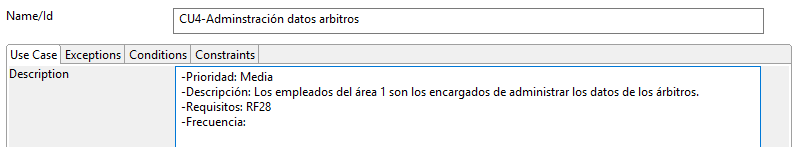 Name/Id
CU4-Adminstración datos arbitros
Use Case Exceptions Conditions Constraints
Description
-Prioridad: Media
-Descripción: Los empleados del área 1 son los encargados de administrar los datos de los árbitros.
-Requisitos: RF28
-Frecuencia: